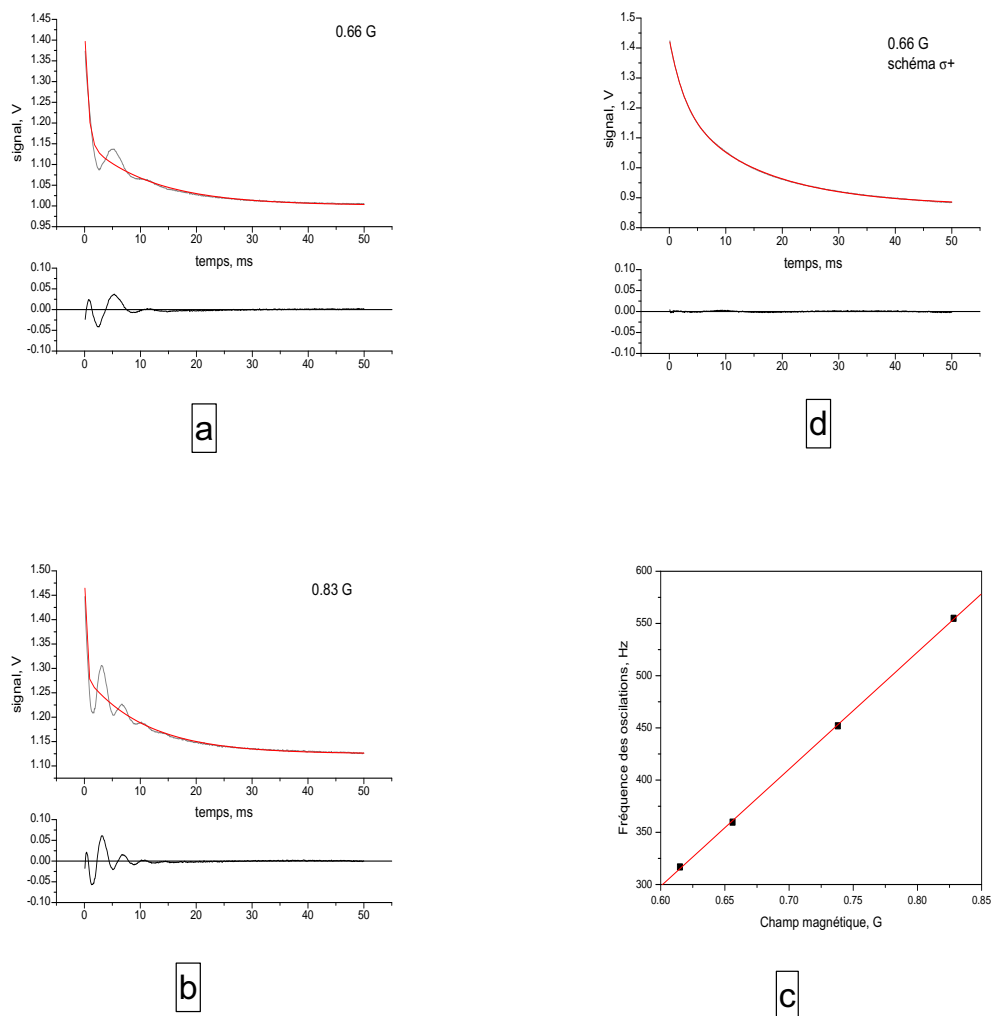 1.45
1.40
1.35
1.30
1.25
1.20
1.15
1.10
1.05
1.00
0.95
signal, V
0.66 G
0 10 20 30 40 50
temps, ms
0.10
0.05
0.00
-0.05
-0.10
0 10 20 30 40 50
a
1.5
1.4
1.3
1.2
1.1
1.0
0.9
0.8
signal, V
0.66 G
schéma σ+
0 10 20 30 40 50
temps, ms
0.10
0.05
0.00
0.05
-0.10
0 10 20 30 40 50
d
1.50
1.45
1.40
1.35
1.30
1.25
1.20
1.15
1.10
signal, V
0.83 G
0 10 20 30 40 50
temps, ms
0.10
0.05
0.00
-0.05
-0.10
0 10 20 30 40 50
b
600
550
500
450
400
350
300
Fréquence des oscilations, Hz
0.60 0.65 0.70 0.75 0.80 0.85
Champ magnétique, G
c